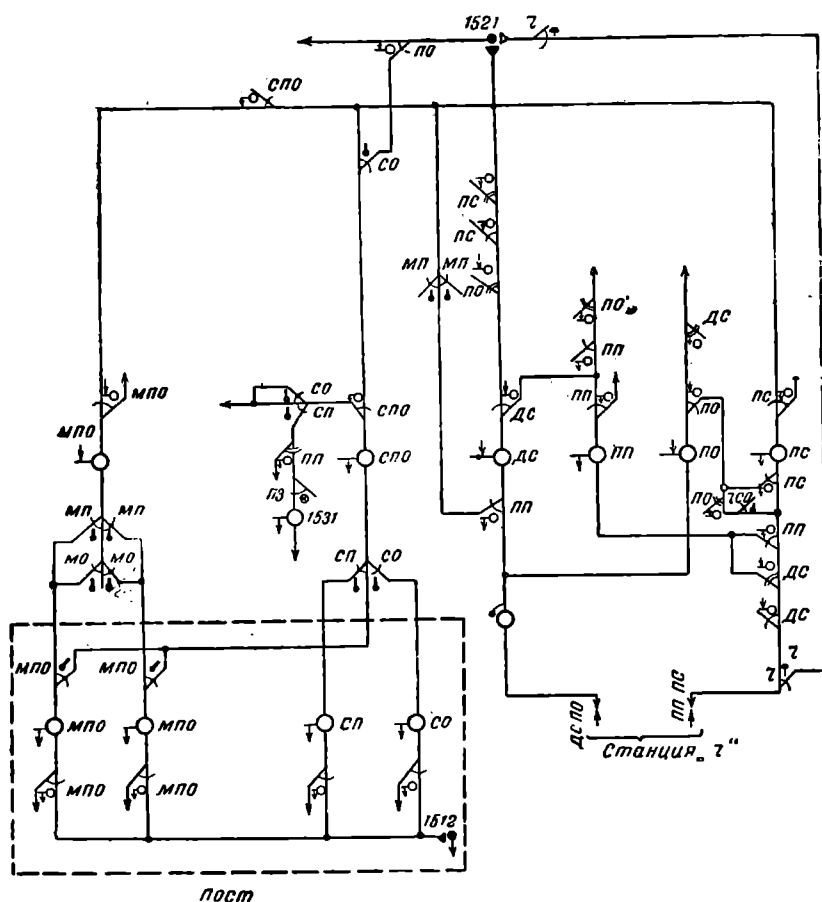 1521
ч
ПО
СПО
СО
ПС
ПС
МП МП
ПО
ПО
ДС
ПП
МПО
СО
СП
СПО
ДС
ПП
ПО
ПС
МПО
ПП
СПО
ДС
ПП
ПО
ПС
ПЗ
ПП
ПО
ЧСО
ПС
1531
МП МП
ПП
МО МО
СП СО
ДС
ДС
МПО
МПО
ч
ДС ПО
ПП ПС
МПО
МПО
СП
СО
Станция „ч“
МПО
МПО
1512
пост